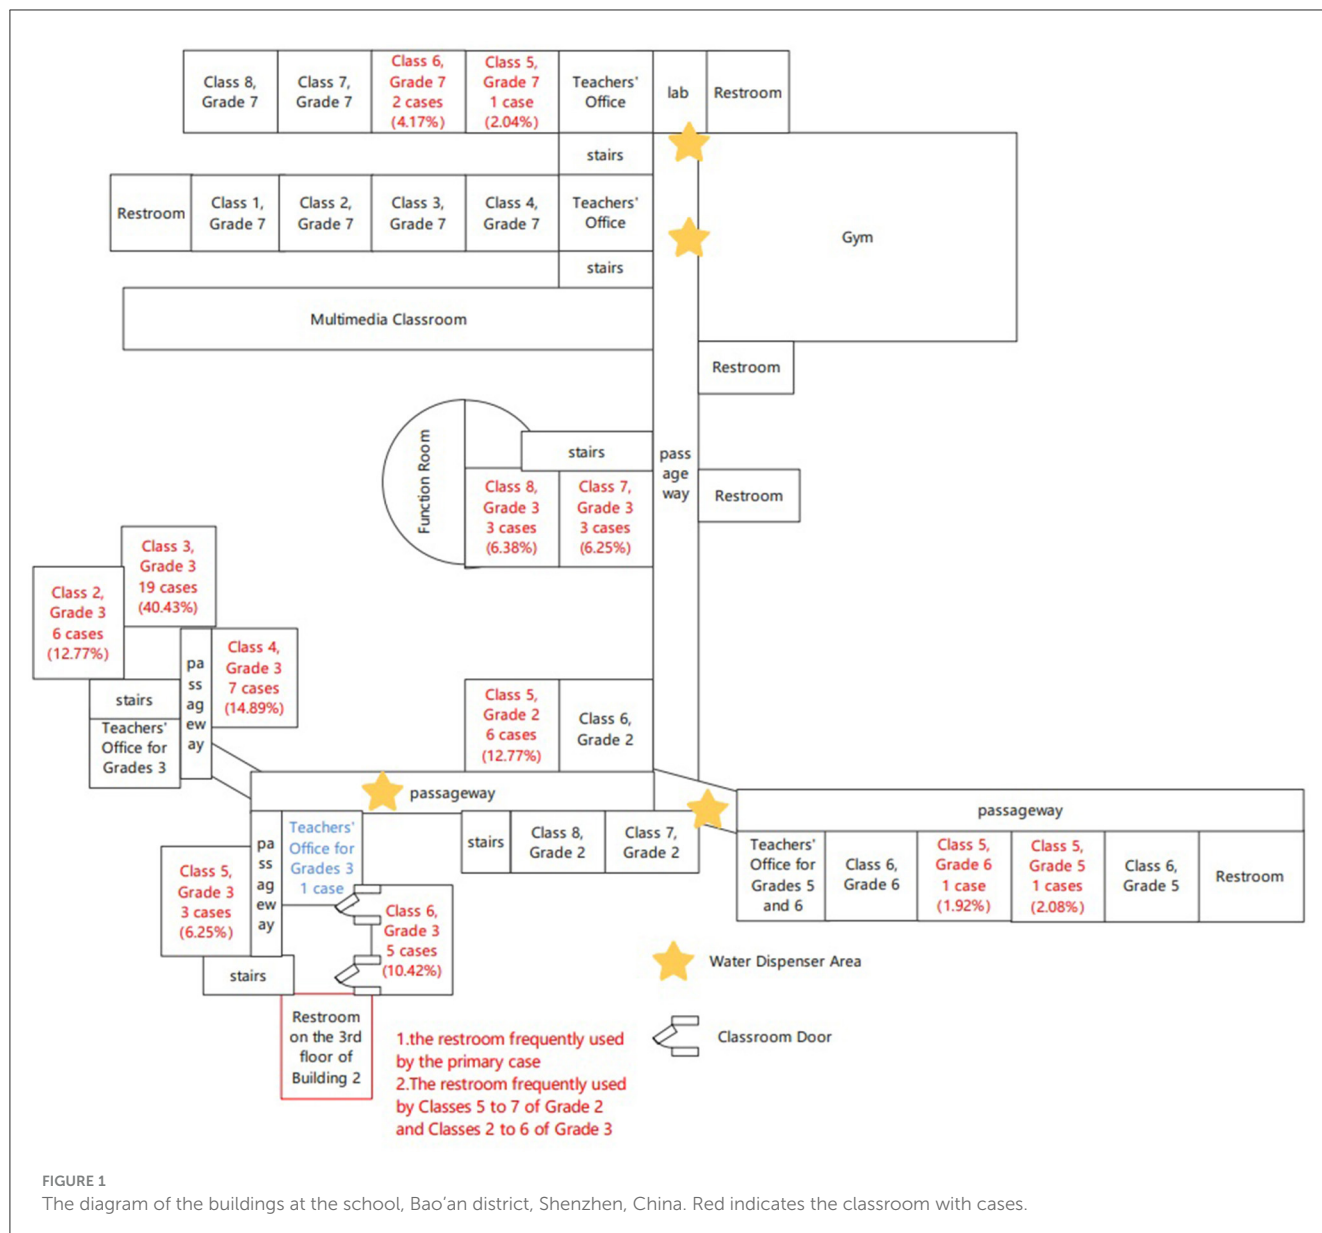 Class 8,
Grade 7
Class 7,
Grade 7
Class 6,
Grade 7
2 cases
(4.17%)
Class 5,
Grade 7
1 case
(2.04%)
Teachers'
Office
lab
Restroom
stairs
Restroom
Class 1,
Grade 7
Class 2,
Grade 7
Class 3,
Grade 7
Class 4,
Grade 7
Teachers'
Office
Gym
stairs
Multimedia Classroom
Restroom
Function Room
stairs
pass
age
way
Class 8,
Grade 3
3 cases
(6.38%)
Class 7,
Grade 3
3 cases
(6.25%)
Restroom
Class 3,
Grade 3
19 cases
(40.43%)
Class 2,
Grade 3
6 cases
(12.77%)
pa
ss
ag
ew
ay
Class 4,
Grade 3
7 cases
(14.89%)
stairs
Teachers'
Office for
Grades 3
Class 5,
Grade 2
6 cases
(12.77%)
Class 6,
Grade 2
passageway
passageway
pa
ss
ag
ew
ay
Teachers'
Office for
Grades 3
1 case
stairs
Class 8,
Grade 2
Class 7,
Grade 2
Teachers'
Office for
Grades 5
and 6
Class 6,
Grade 6
Class 5,
Grade 6
1 case
(1.92%)
Class 5,
Grade 5
1 cases
(2.08%)
Class 6,
Grade 5
Restroom
Class 5,
Grade 3
3 cases
(6.25%)
Class 6,
Grade 3
5 cases
(10.42%)
stairs
Water Dispenser Area
Classroom Door
Restroom
on the 3rd
floor of
Building 2
1.the restroom frequently used
by the primary case
2.The restroom frequently used
by Classes 5 to 7 of Grade 2
and Classes 2 to 6 of Grade 3
FIGURE 1
The diagram of the buildings at the school, Bao'an district, Shenzhen, China. Red indicates the classroom with cases.